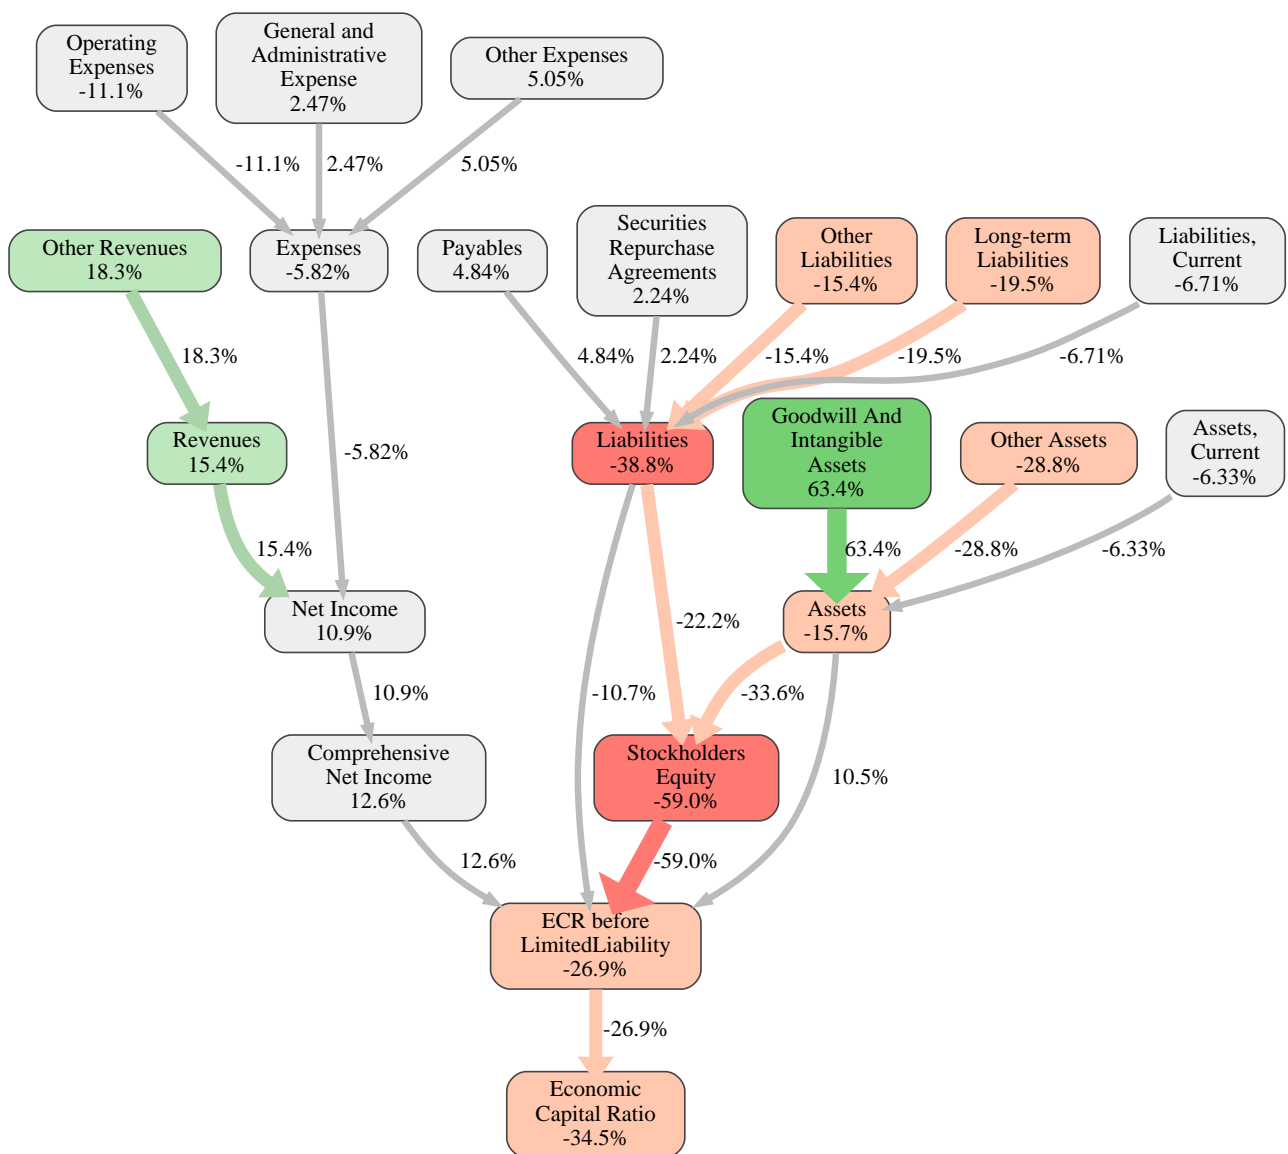 Operating
Expenses
-11.1%
General and
Administrative
Expense
2.47%
Other Expenses
5.05%
-11.1%
2.47%
5.05%
Other Revenues
18.3%
Expenses
-5.82%
Payables
4.84%
Securities
Repurchase
Agreements
2.24%
Other
Liabilities
-15.4%
Long-term
Liabilities
-19.5%
Liabilities,
Current
-6.71%
18.3%
4.84%
2.24%
-15.4%
-19.5%
-6.71%
Revenues
15.4%
-5.82%
Liabilities
-38.8%
Goodwill And
Intangible
Assets
63.4%
Other Assets
-28.8%
Assets,
Current
-6.33%
15.4%
63.4%
-28.8%
-6.33%
Net Income
10.9%
-22.2%
Assets
-15.7%
10.9%
-10.7%
-33.6%
Comprehensive
Net Income
12.6%
Stockholders
Equity
-59.0%
10.5%
12.6%
-59.0%
ECR before
LimitedLiability
-26.9%
-26.9%
Economic
Capital Ratio
-34.5%